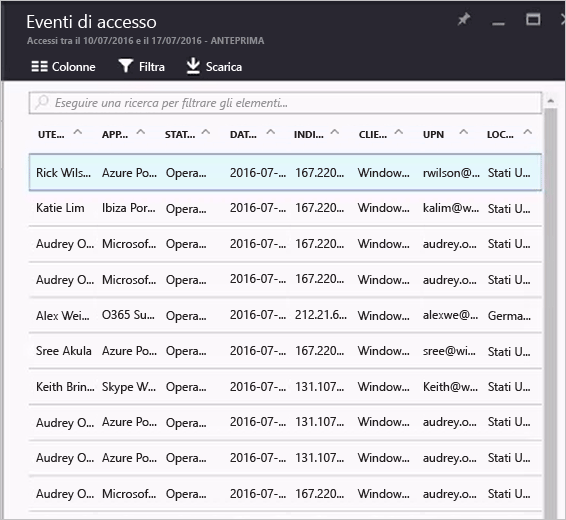 Eventi di accesso
Accessi tra il 10/07/2016 e il 17/07/2016 - ANTEPRIMA
Colonne Filtra Scarica
Eseguire una ricerca per filtrare gli elementi...
UTE... APP... STAT... DAT... INDI... CLIE... UPN LOC...
Rick Wils... Azure Po... Opera... 2016-07-... 167.220... Window... rwilson@... Stati U...
Katie Lim Ibiza Por... Opera... 2016-07-... 167.220... Window... kalim@w... Stati U...
Audrey O... Microsof... Opera... 2016-07-... 167.220... Window... audrey.o... Stati U...
Audrey O... Microsof... Opera... 2016-07-... 167.220... Window... audrey.o... Stati U...
Alex Wei... O365 Su... Opera... 2016-07-... 212.21.6... Window... alexwe@... Germa...
Sree Akula Azure Po... Opera... 2016-07-... 167.220... Window... sree@wi... Stati U...
Keith Brin... Skype W... Opera... 2016-07-... 131.107... Window... Keith@w... Stati U...
Audrey O... Azure Po... Opera... 2016-07-... 131.107... Window... audrey.o... Stati U...
Audrey O... Azure Po... Opera... 2016-07-... 131.107... Window... audrey.o... Stati U...
Audrey O... Microsof... Opera... 2016-07-... 167.220... Window... audrey.o... Stati U...